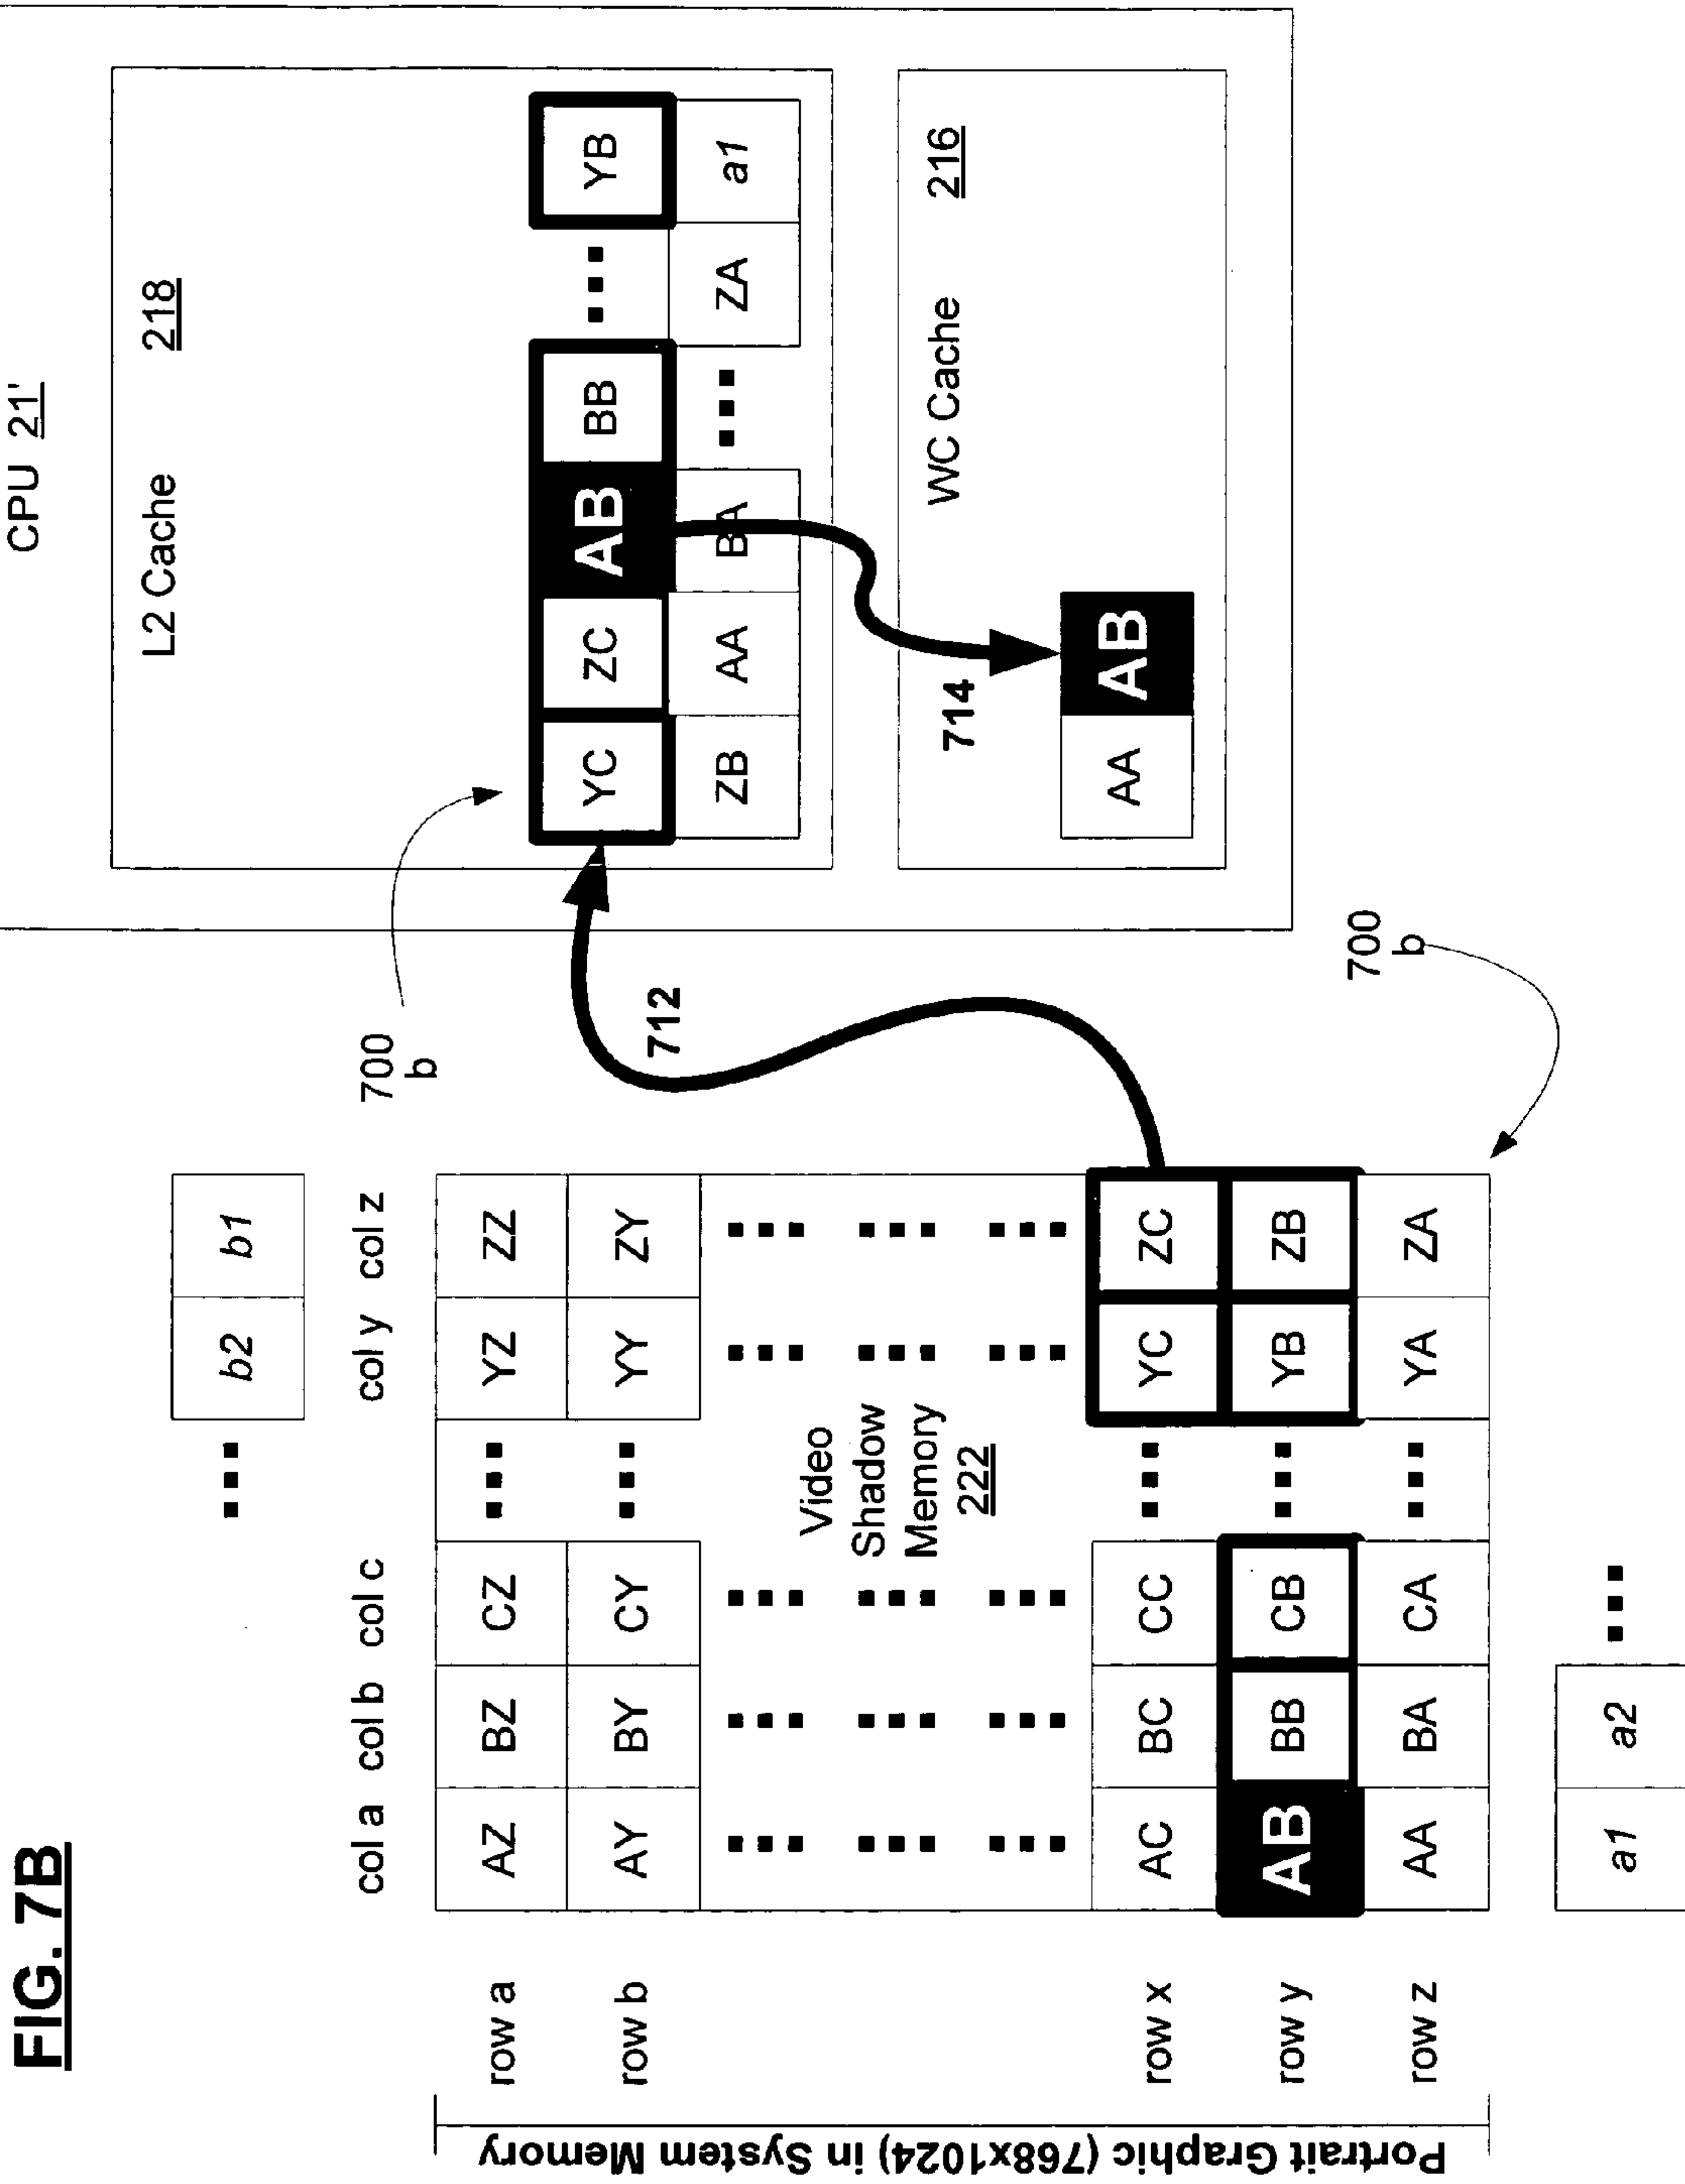 FIG. 7B
Portrait Graphic (768x1024) in System Memory
... b2 b1
col a col b col c col y col z
row a AZ BZ CZ ... YZ ZZ
row b AY BY CY ... YY ZY
... ... ... ... ...
Video
... ... ... ... ...
Shadow
Memory
... ... ... ... ...
222
row x AC BC CC ... YC ZC
row y AB BB CB ... YB ZB
row z AA BA CA ... YA ZA
a1 a2 ...
700
b
712
700
b
CPU 21'
L2 Cache 218
YC ZC AB BB ... YB
ZB AA BA ... ZA a1
714
WC Cache 216
AA AB